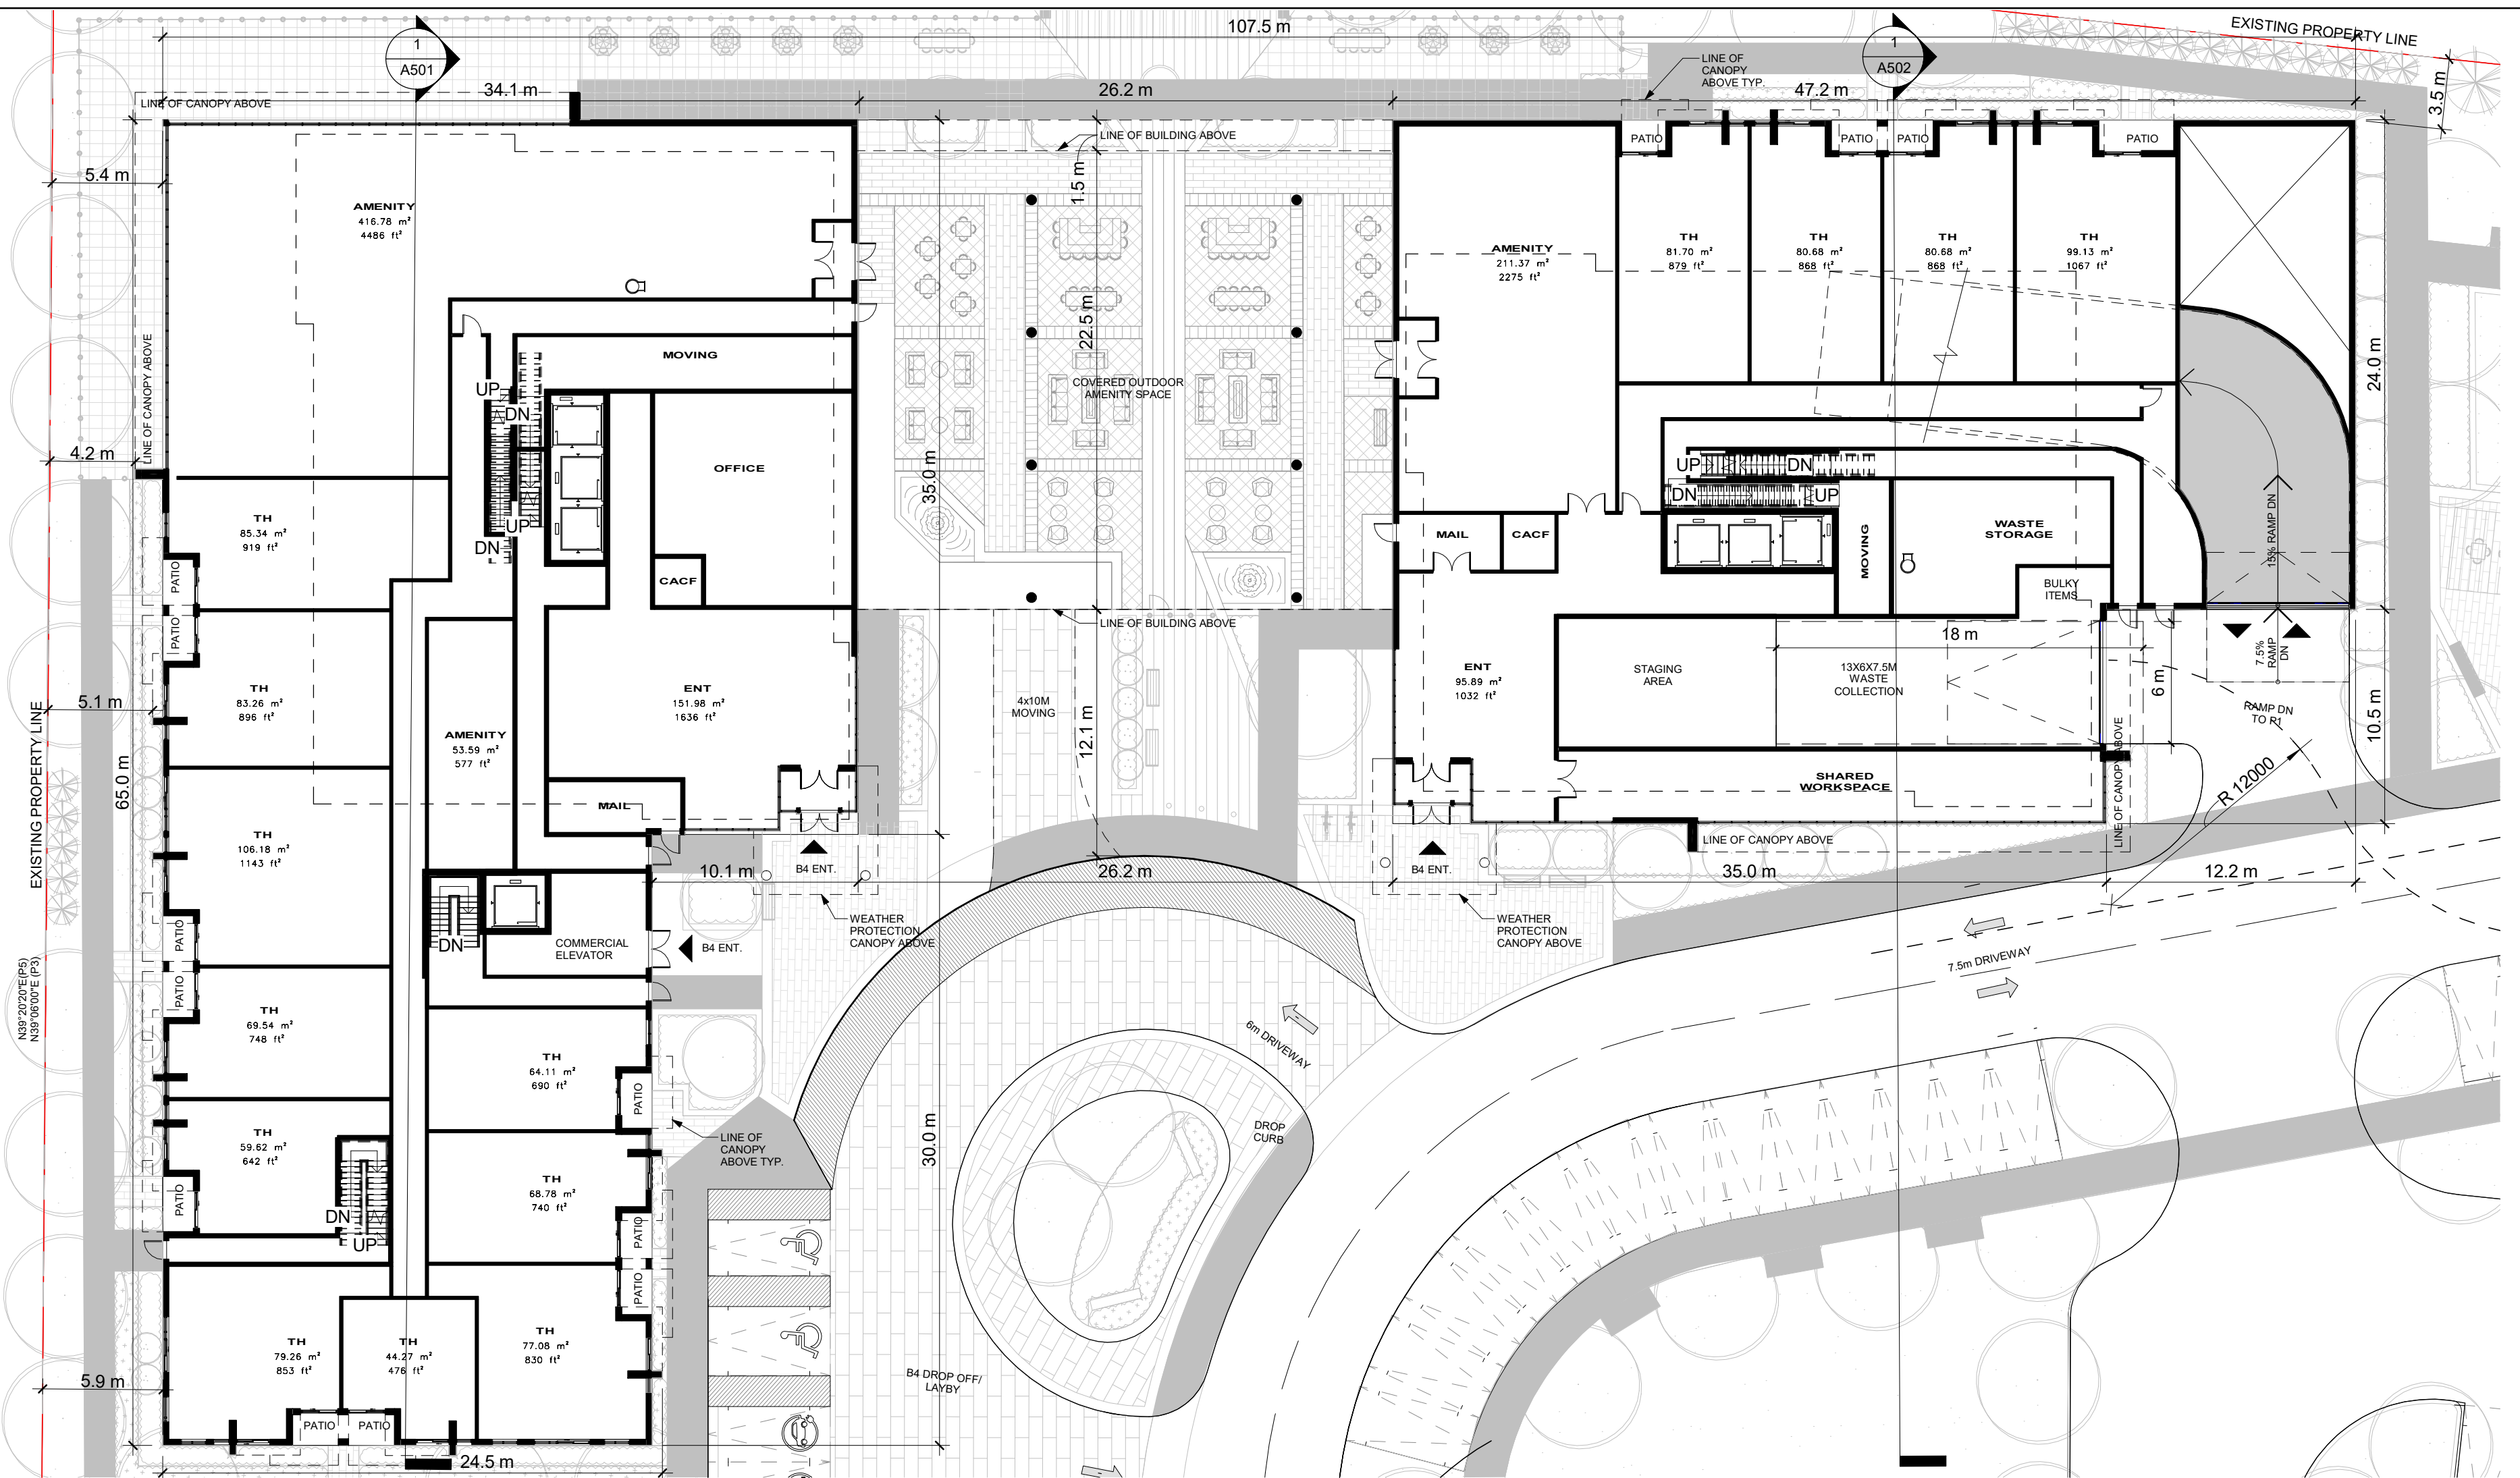 107.5 m
EXISTING PROPERTY LINE
1
A501
1
A502
LINE OF
CANOPY
ABOVE TYP.
3.5 m
LINE OF CANOPY ABOVE
34.1 m
26.2 m
47.2 m
LINE OF BUILDING ABOVE
PATIO
PATIO
PATIO
PATIO
5.4 m
1.5 m
AMENITY
416.78 m²
4486 ft²
AMENITY
211.37 m²
2275 ft²
TH
81.70 m²
879 ft²
TH
80.68 m²
868 ft²
TH
80.68 m²
868 ft²
TH
99.13 m²
1067 ft²
22.5 m
24.0 m
MOVING
LINE OF CANOPY ABOVE
UP
DN
COVERED OUTDOOR
AMENITY SPACE
4.2 m
OFFICE
35.0 m
UP
DN
DN
UP
15% RAMP DN
TH
85.34 m²
919 ft²
UP
DN
MAIL
CACF
MOVING
WASTE
STORAGE
PATIO
CACF
BULKY
ITEMS
PATIO
LINE OF BUILDING ABOVE
18 m
7.5%
RAMP
DN
TH
83.26 m²
896 ft²
ENT
151.98 m²
1636 ft²
4x10M
MOVING
ENT
95.89 m²
1032 ft²
STAGING
AREA
13X6X7.5M
WASTE
COLLECTION
6 m
5.1 m
EXISTING PROPERTY LINE
65.0 m
AMENITY
53.59 m²
577 ft²
12.1 m
RAMP DN
TO P1
10.5 m
LINE OF CANOPY ABOVE
R 12000
MAIL
SHARED
WORKSPACE
TH
106.18 m²
1143 ft²
LINE OF CANOPY ABOVE
10.1 m
B4 ENT.
26.2 m
B4 ENT.
35.0 m
12.2 m
PATIO
DN
COMMERCIAL
ELEVATOR
B4 ENT.
WEATHER
PROTECTION
CANOPY ABOVE
WEATHER
PROTECTION
CANOPY ABOVE
7.5m DRIVEWAY
N39°20'20"E(P5)
N39°06'00"E (P3)
PATIO
TH
69.54 m²
748 ft²
6m DRIVEWAY
TH
64.11 m²
690 ft²
PATIO
TH
59.62 m²
642 ft²
LINE OF
CANOPY
ABOVE TYP.
30.0 m
DROP
CURB
PATIO
TH
68.78 m²
740 ft²
DN
UP
PATIO
PATIO
TH
79.26 m²
853 ft²
TH
44.27 m²
476 ft²
TH
77.08 m²
830 ft²
5.9 m
B4 DROP OFF/
LAYBY
PATIO
PATIO
24.5 m